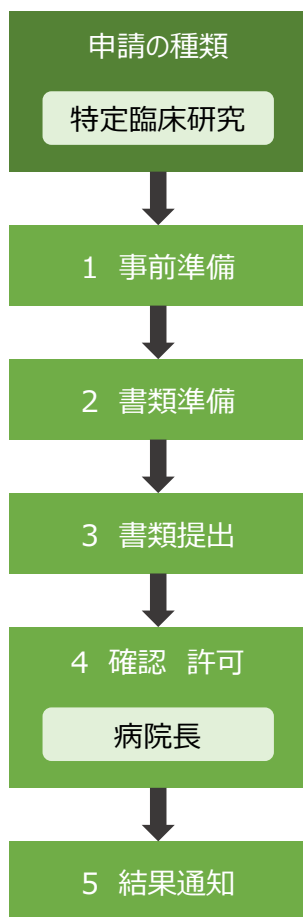 申請の種類
特定臨床研究
1 事前準備
2 書類準備
3 書類提出
4 確認 許可
病院長
5 結果通知